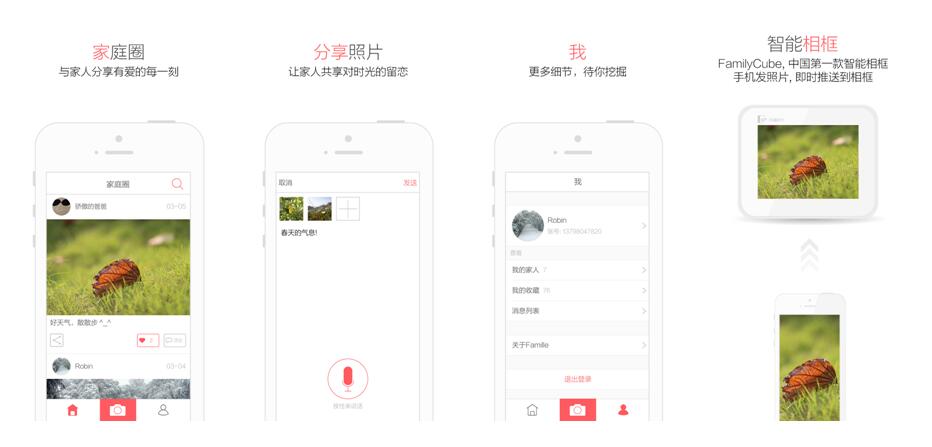 家庭圈
与家人分享有爱的每一刻
家庭圈
骄傲的爸爸
03-05
好天气，散散步 ^_^
2
Robin
03-04
分享照片
让家人共享对时光的留恋
取消
发送
春天的气息!
按住来说话
我
更多细节，待你挖掘
我
Robin
账号: 13798047820
查看
我的家人 7
我的收藏 76
消息列表
关于Famille
退出登录
智能相框
FamilyCube, 中国第一款智能相框
手机发照片, 即时推送到相框